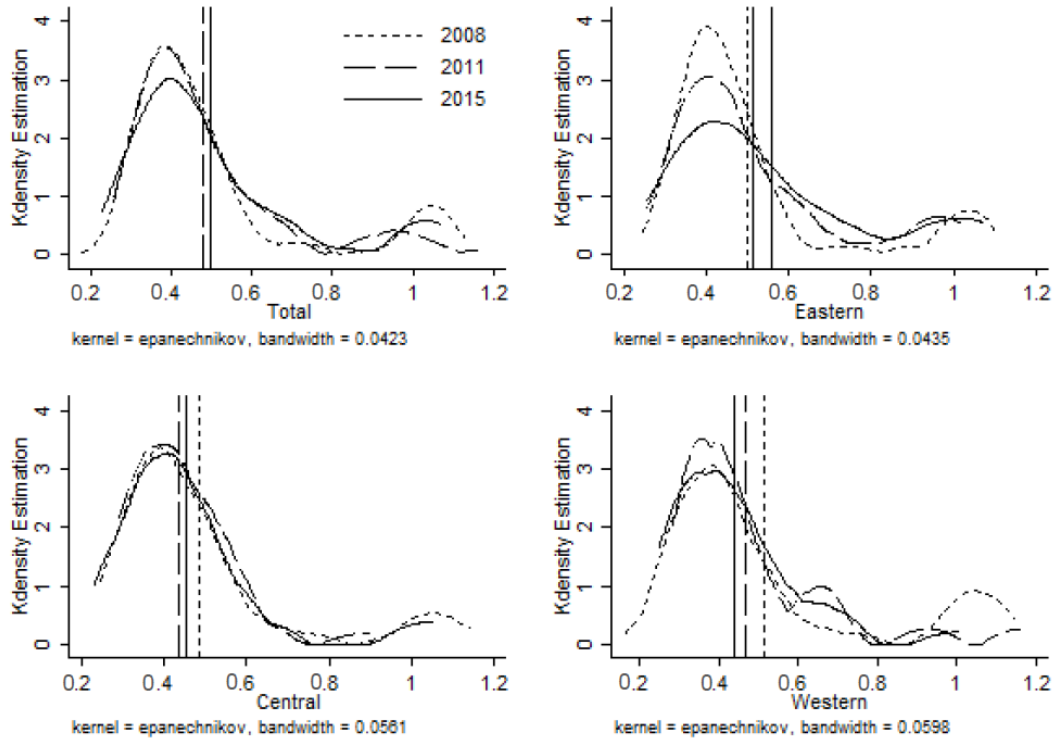 Kdensity Estimation
4
3
2
1
0
2008
2011
2015
0.2 0.4 0.6 0.8 1 1.2
Total
kernel = epanechnikov, bandwidth = 0.0423
Kdensity Estimation
4
3
2
1
0
0.2 0.4 0.6 0.8 1 1.2
Eastern
kernel = epanechnikov, bandwidth = 0.0435
Kdensity Estimation
4
3
2
1
0
0.2 0.4 0.6 0.8 1 1.2
Central
kernel = epanechnikov, bandwidth = 0.0561
Kdensity Estimation
4
3
2
1
0
0.2 0.4 0.6 0.8 1 1.2
Western
kernel = epanechnikov, bandwidth = 0.0598